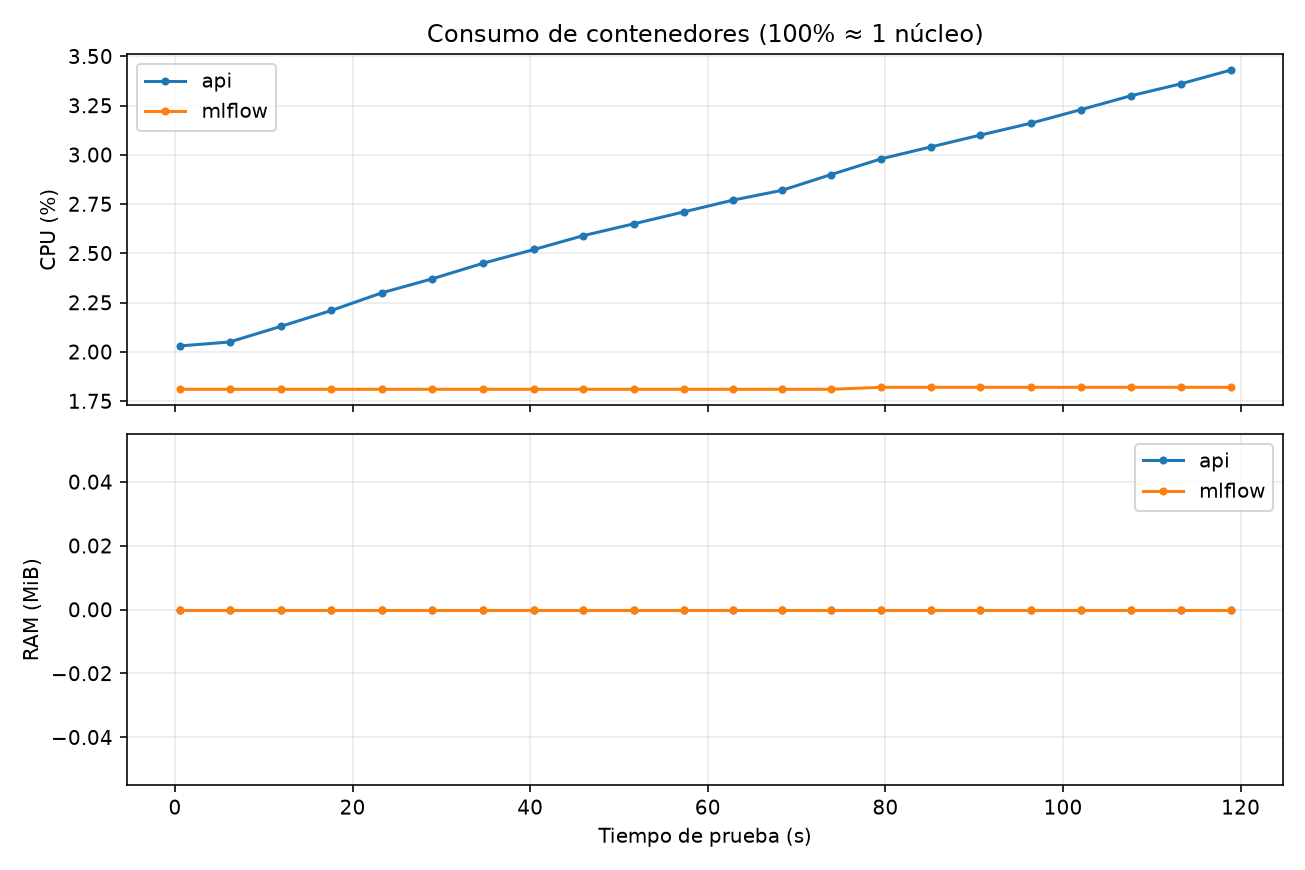 Consumo de contenedores (100% ≈ 1 núcleo)
3.50
3.25
3.00
2.75
2.50
2.25
2.00
1.75
CPU (%)
api
mlflow
0.04
0.02
0.00
−0.02
−0.04
RAM (MiB)
api
mlflow
0 20 40 60 80 100 120
Tiempo de prueba (s)